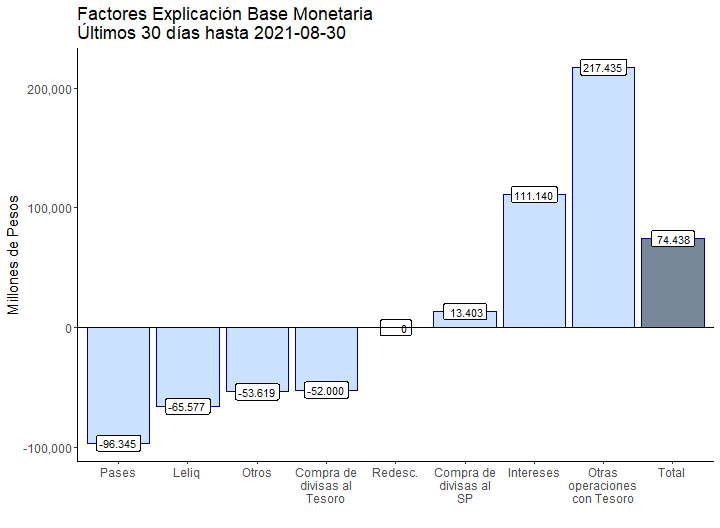 Factores Explicación Base Monetaria
Últimos 30 días hasta 2021-08-30
Millones de Pesos
200,000
100,000
0
-100,000
-96.345
-65.577
-53.619
-52.000
0
13.403
111.140
217.435
74.438
Pases
Leliq
Otros
Compra de
divisas al
Tesoro
Redesc.
Compra de
divisas al
SP
Intereses
Otras
operaciones
con Tesoro
Total